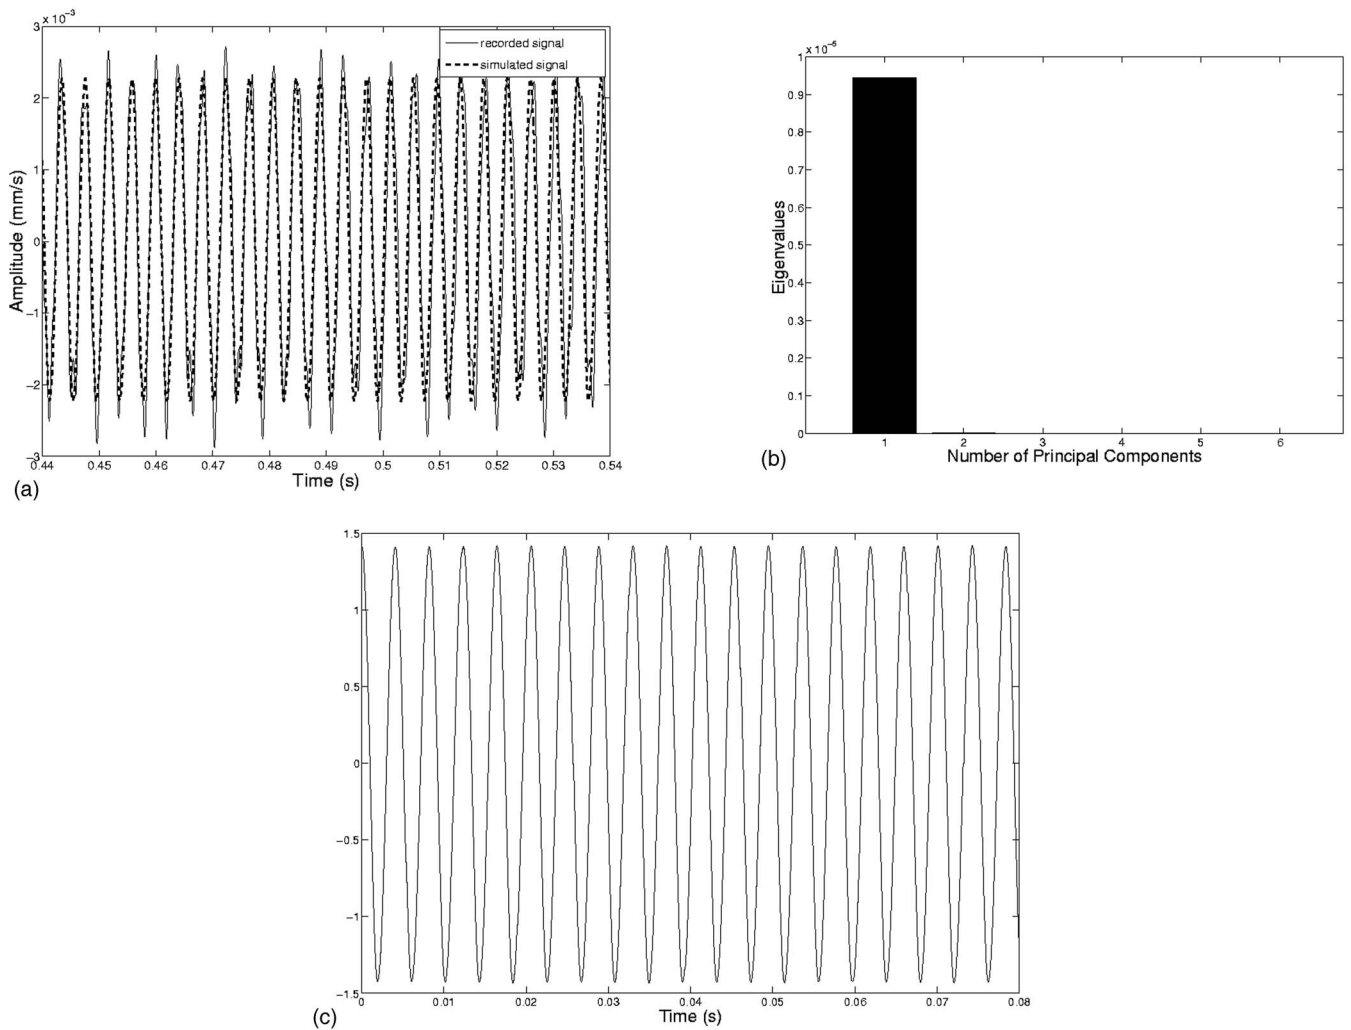 x 10⁻³
3
2
1
0
−1
−2
−3
recorded signal
simulated signal
Amplitude (mm/s)
0.44 0.45 0.46 0.47 0.48 0.49 0.5 0.51 0.52 0.53 0.54
Time (s)
(a)
x 10⁻⁵
1
0.9
0.8
0.7
0.6
0.5
0.4
0.3
0.2
0.1
0
Eigenvalues
1 2 3 4 5 6
Number of Principal Components
(b)
1.5
1
0.5
0
−0.5
−1
−1.5
0 0.01 0.02 0.03 0.04 0.05 0.06 0.07 0.08
Time (s)
(c)